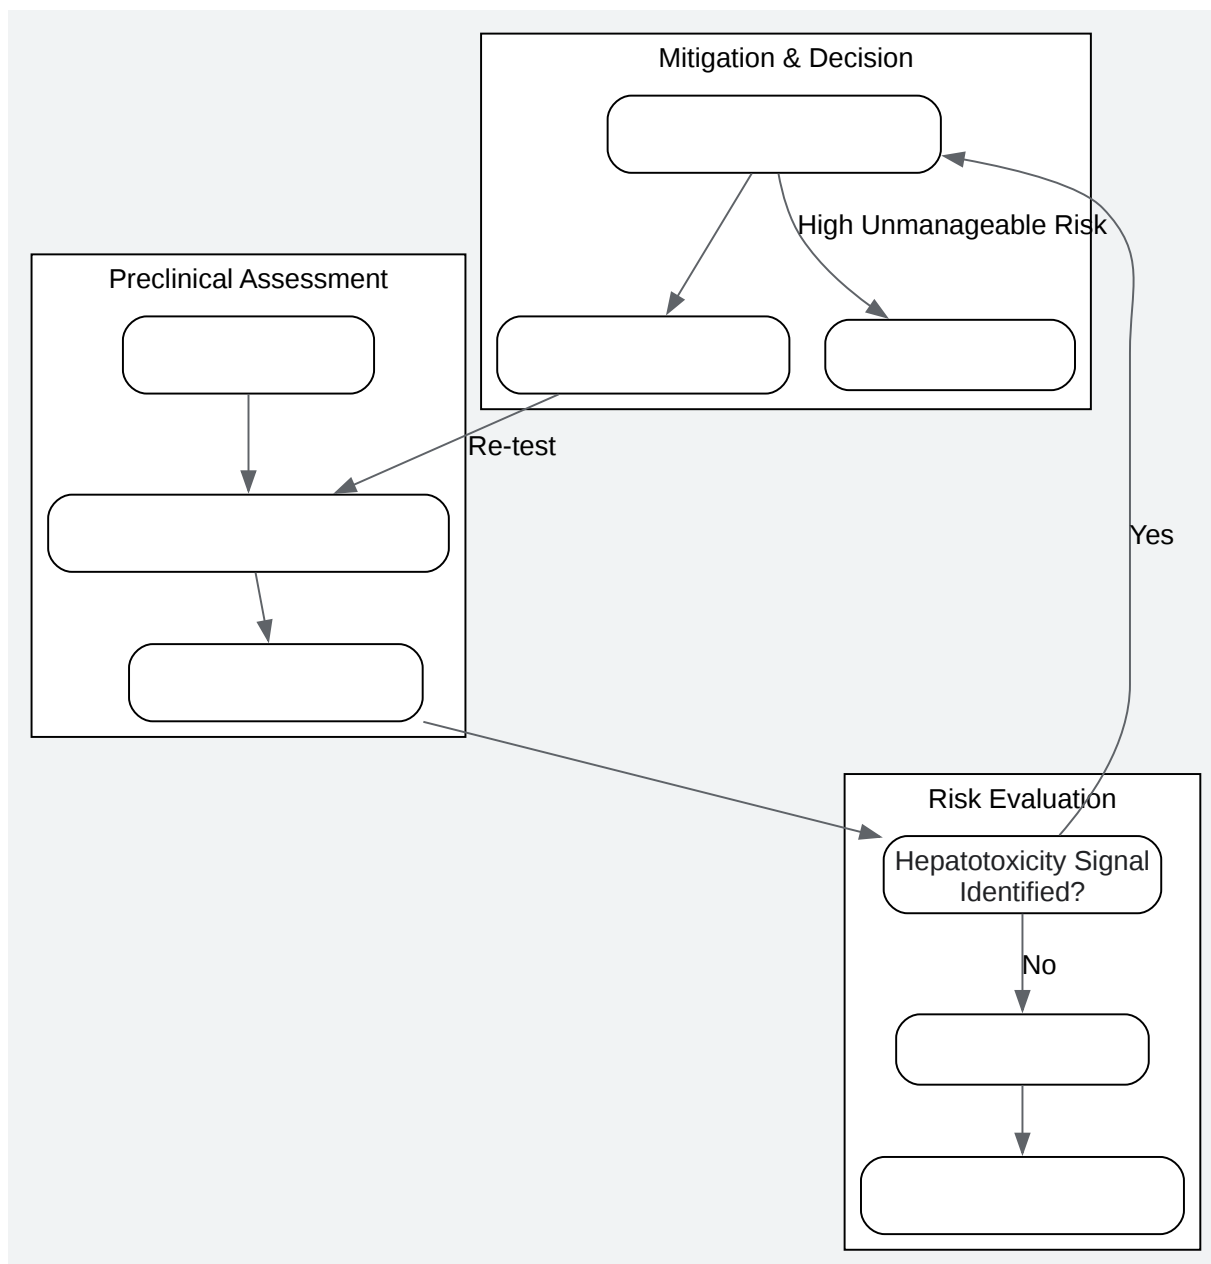 Mitigation & Decision
High Unmanageable Risk
Preclinical Assessment
Re-test
Yes
Risk Evaluation
Hepatotoxicity Signal
Identified?
No